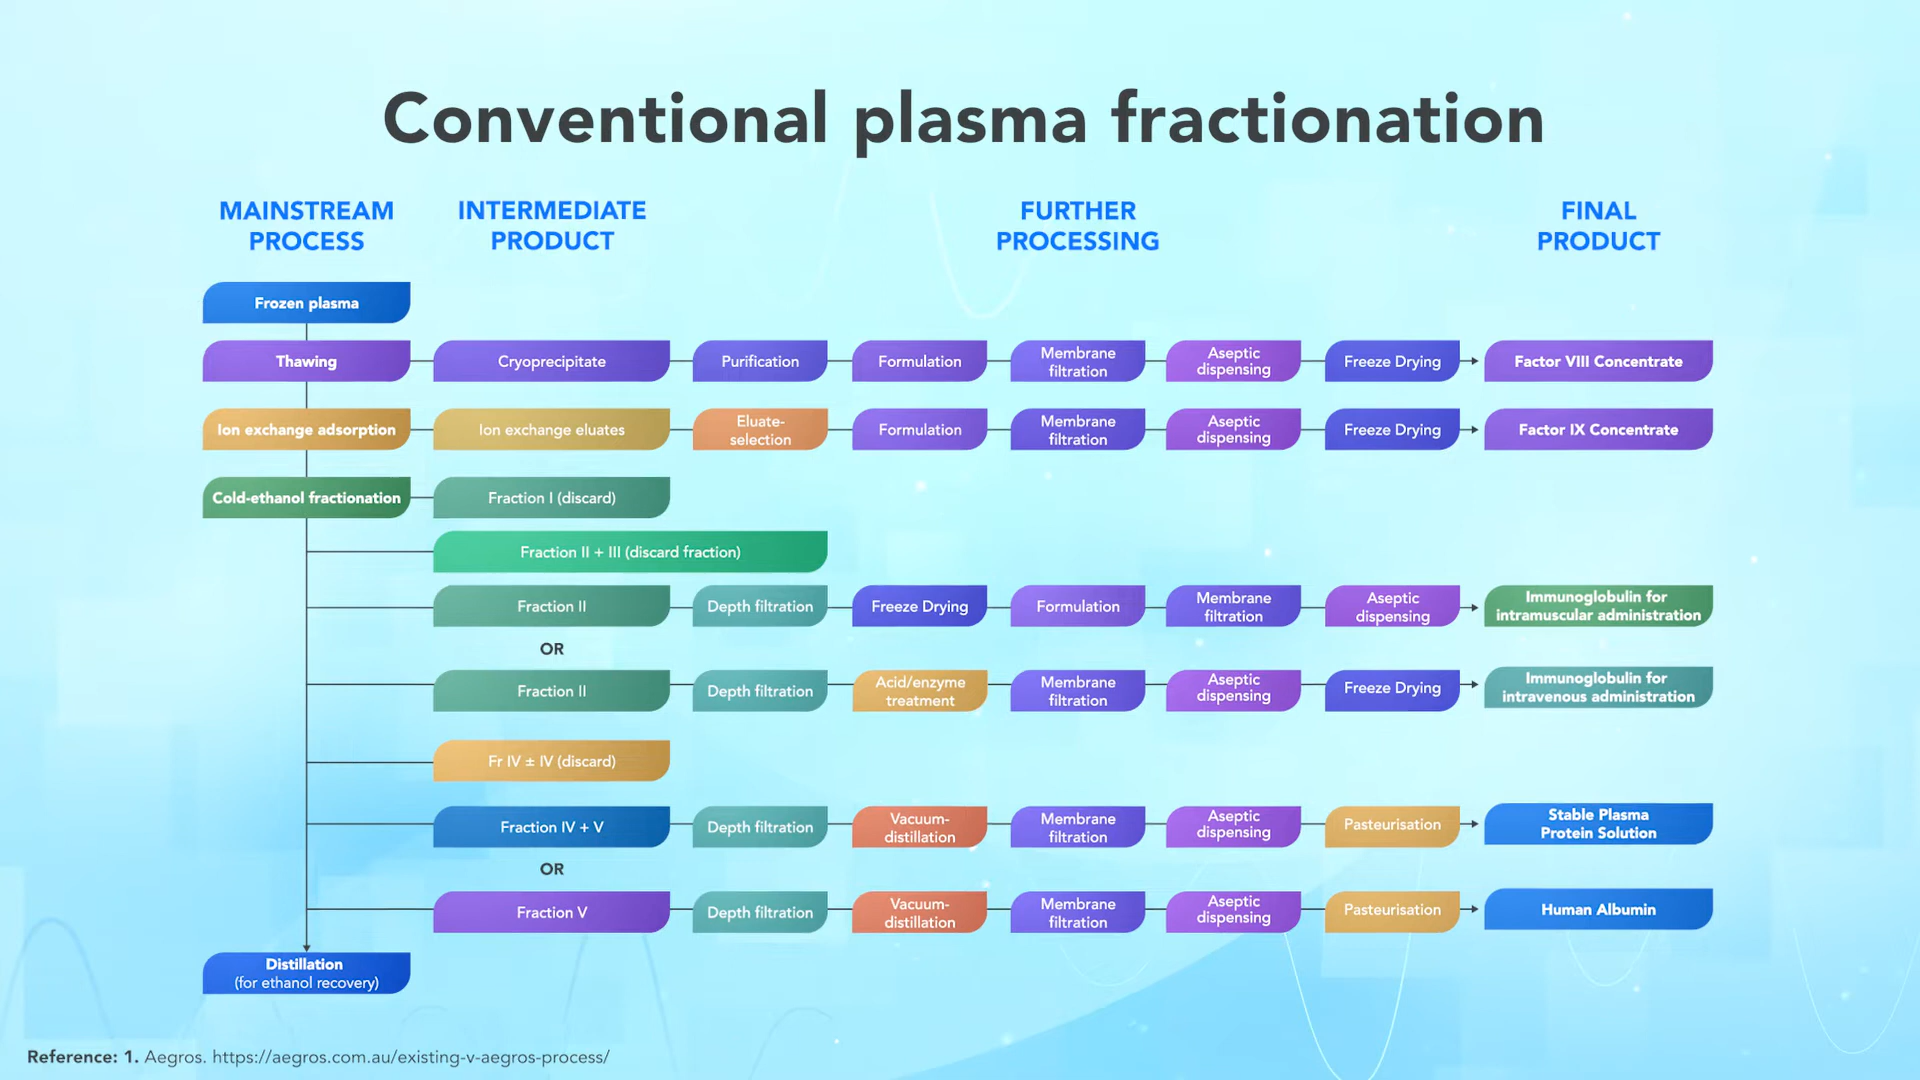 Conventional plasma fractionation
MAINSTREAM
PROCESS
INTERMEDIATE
PRODUCT
FURTHER
PROCESSING
FINAL
PRODUCT
Frozen plasma
Thawing
Cryoprecipitate
Purification
Formulation
Membrane
filtration
Aseptic
dispensing
Freeze Drying
Factor VIII Concentrate
Ion exchange adsorption
Ion exchange eluates
Eluate-
selection
Formulation
Membrane
filtration
Aseptic
dispensing
Freeze Drying
Factor IX Concentrate
Cold-ethanol fractionation
Fraction I (discard)
Fraction II + III (discard fraction)
Fraction II
Depth filtration
Freeze Drying
Formulation
Membrane
filtration
Aseptic
dispensing
Immunoglobulin for
intramuscular administration
OR
Fraction II
Depth filtration
Acid/enzyme
treatment
Membrane
filtration
Aseptic
dispensing
Freeze Drying
Immunoglobulin for
intravenous administration
Fr IV ± IV (discard)
Fraction IV + V
Depth filtration
Vacuum-
distillation
Membrane
filtration
Aseptic
dispensing
Pasteurisation
Stable Plasma
Protein Solution
OR
Fraction V
Depth filtration
Vacuum-
distillation
Membrane
filtration
Aseptic
dispensing
Pasteurisation
Human Albumin
Distillation
(for ethanol recovery)
Reference: 1. Aegros. https://aegros.com.au/existing-v-aegros-process/